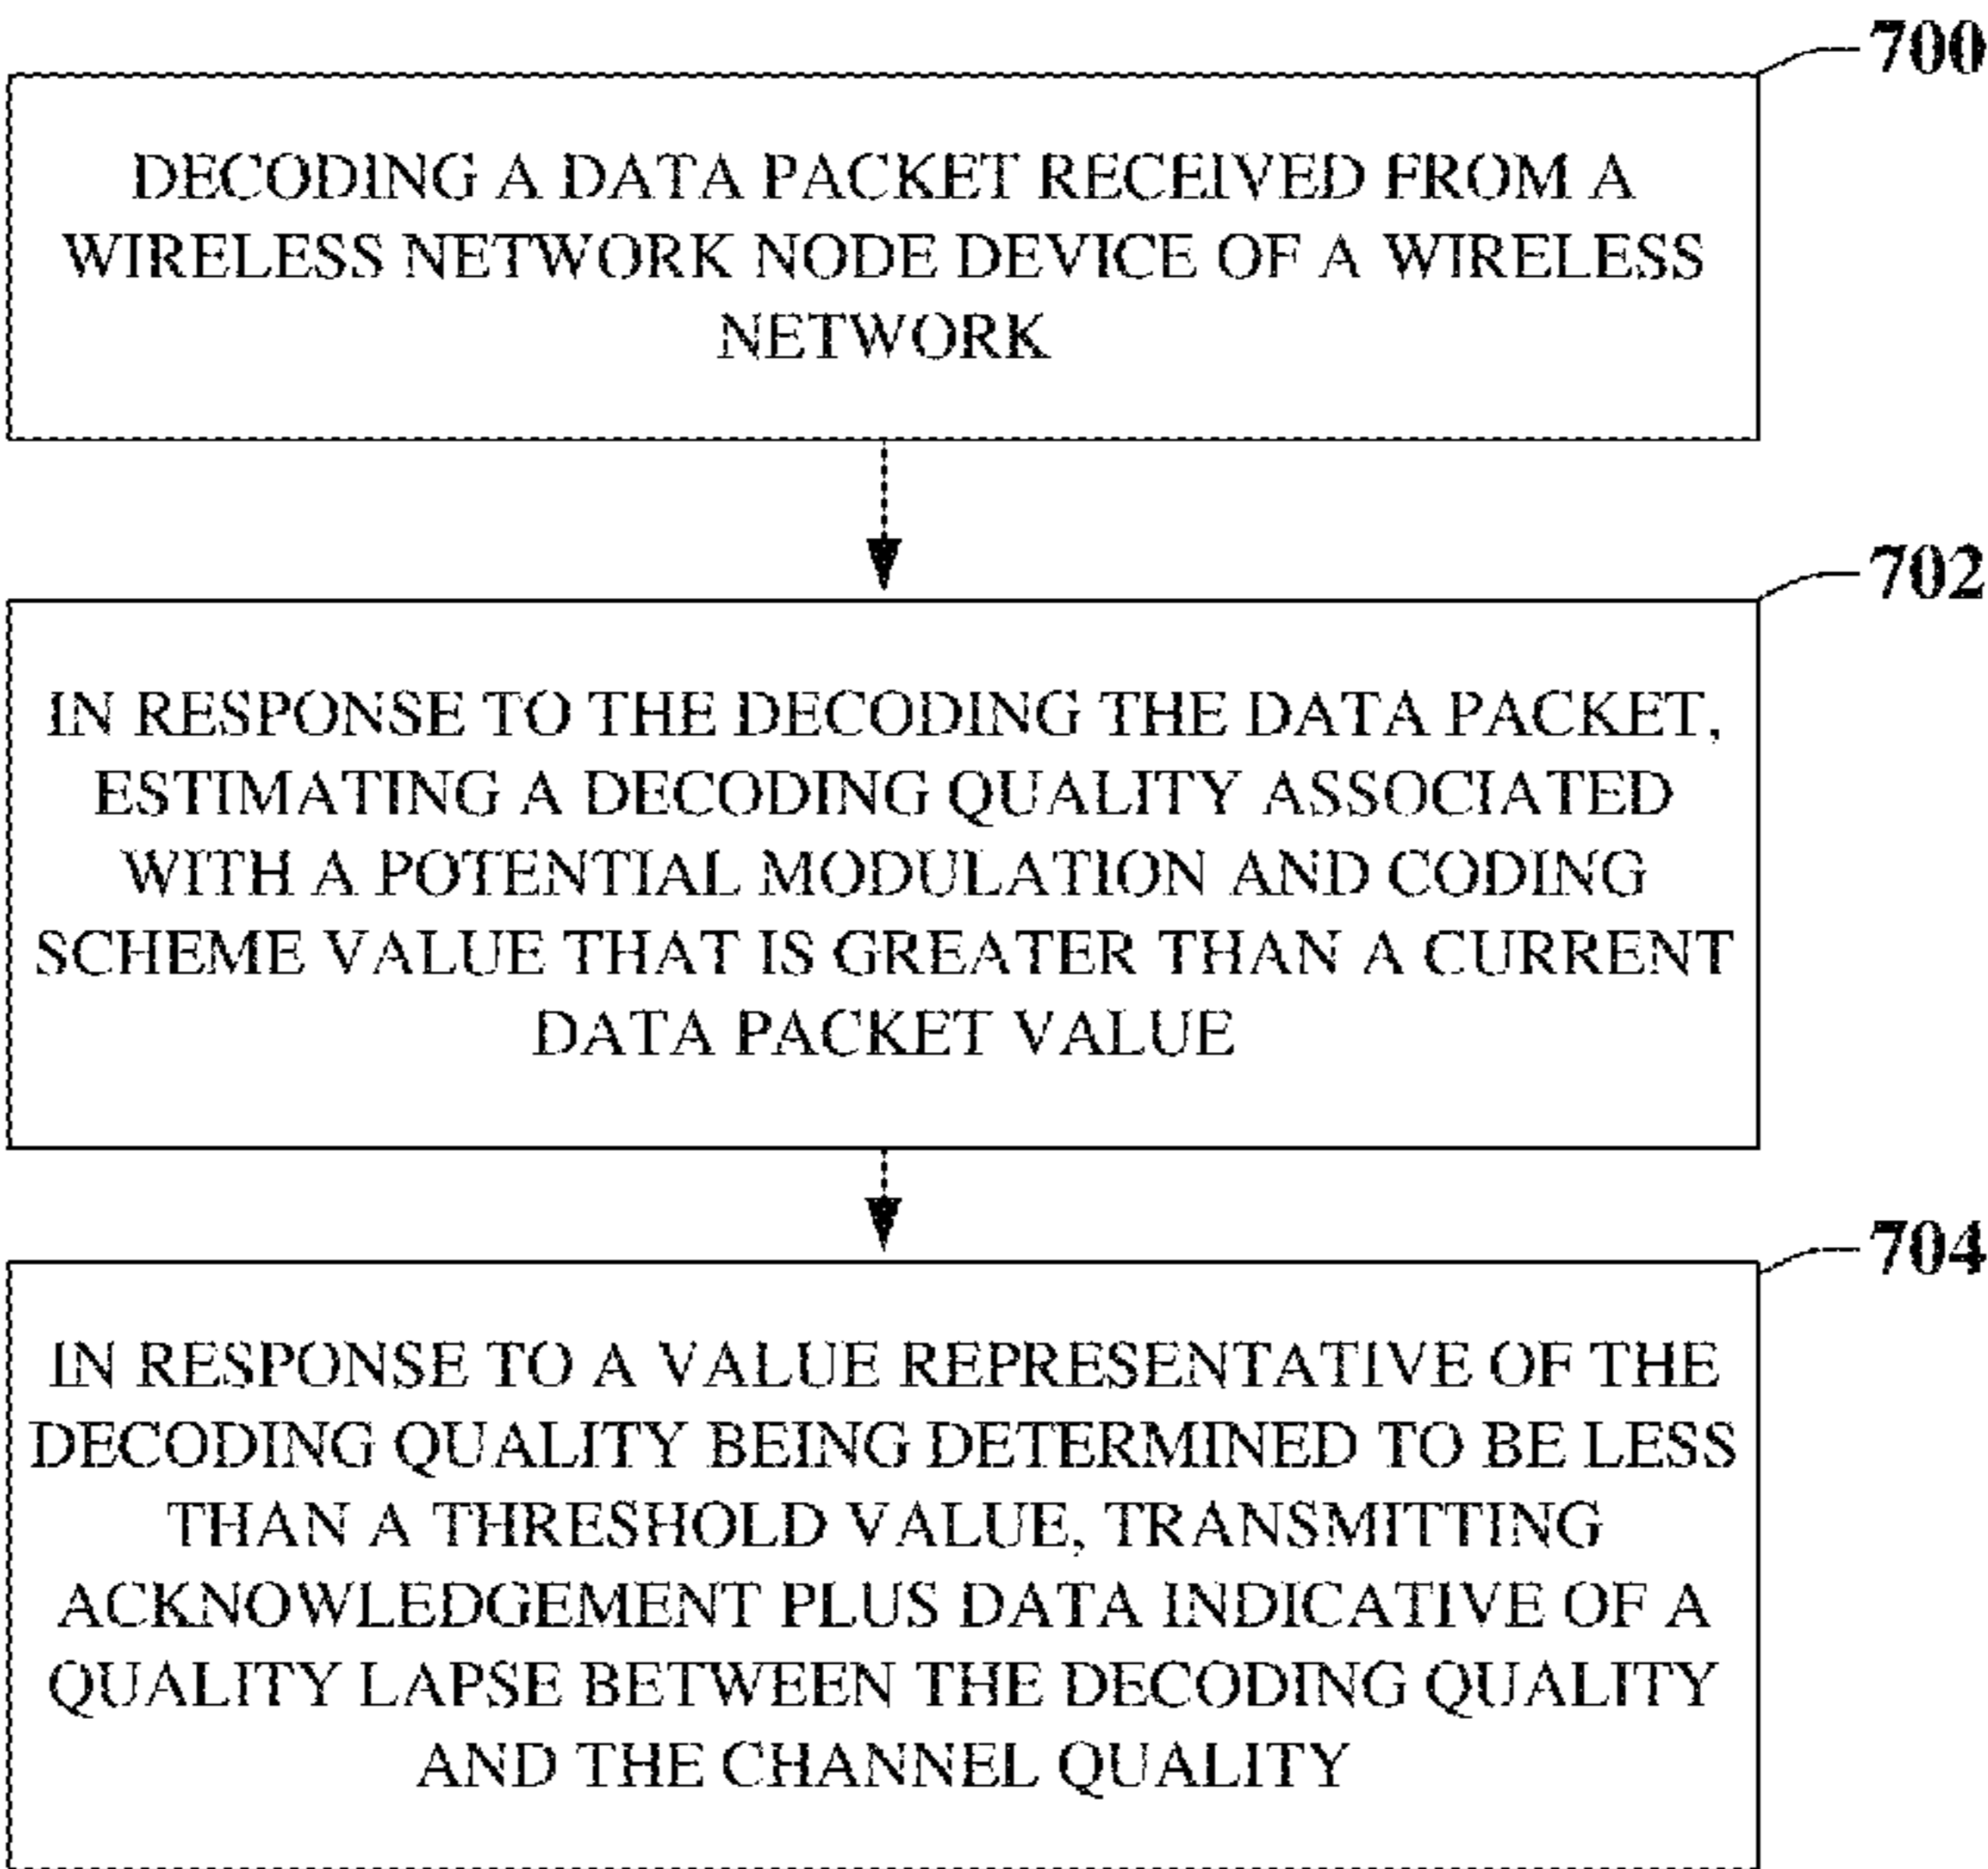 700
DECODING A DATA PACKET RECEIVED FROM A
WIRELESS NETWORK NODE DEVICE OF A WIRELESS
NETWORK
702
IN RESPONSE TO THE DECODING THE DATA PACKET,
ESTIMATING A DECODING QUALITY ASSOCIATED
WITH A POTENTIAL MODULATION AND CODING
SCHEME VALUE THAT IS GREATER THAN A CURRENT
DATA PACKET VALUE
704
IN RESPONSE TO A VALUE REPRESENTATIVE OF THE
DECODING QUALITY BEING DETERMINED TO BE LESS
THAN A THRESHOLD VALUE, TRANSMITTING
ACKNOWLEDGEMENT PLUS DATA INDICATIVE OF A
QUALITY LAPSE BETWEEN THE DECODING QUALITY
AND THE CHANNEL QUALITY